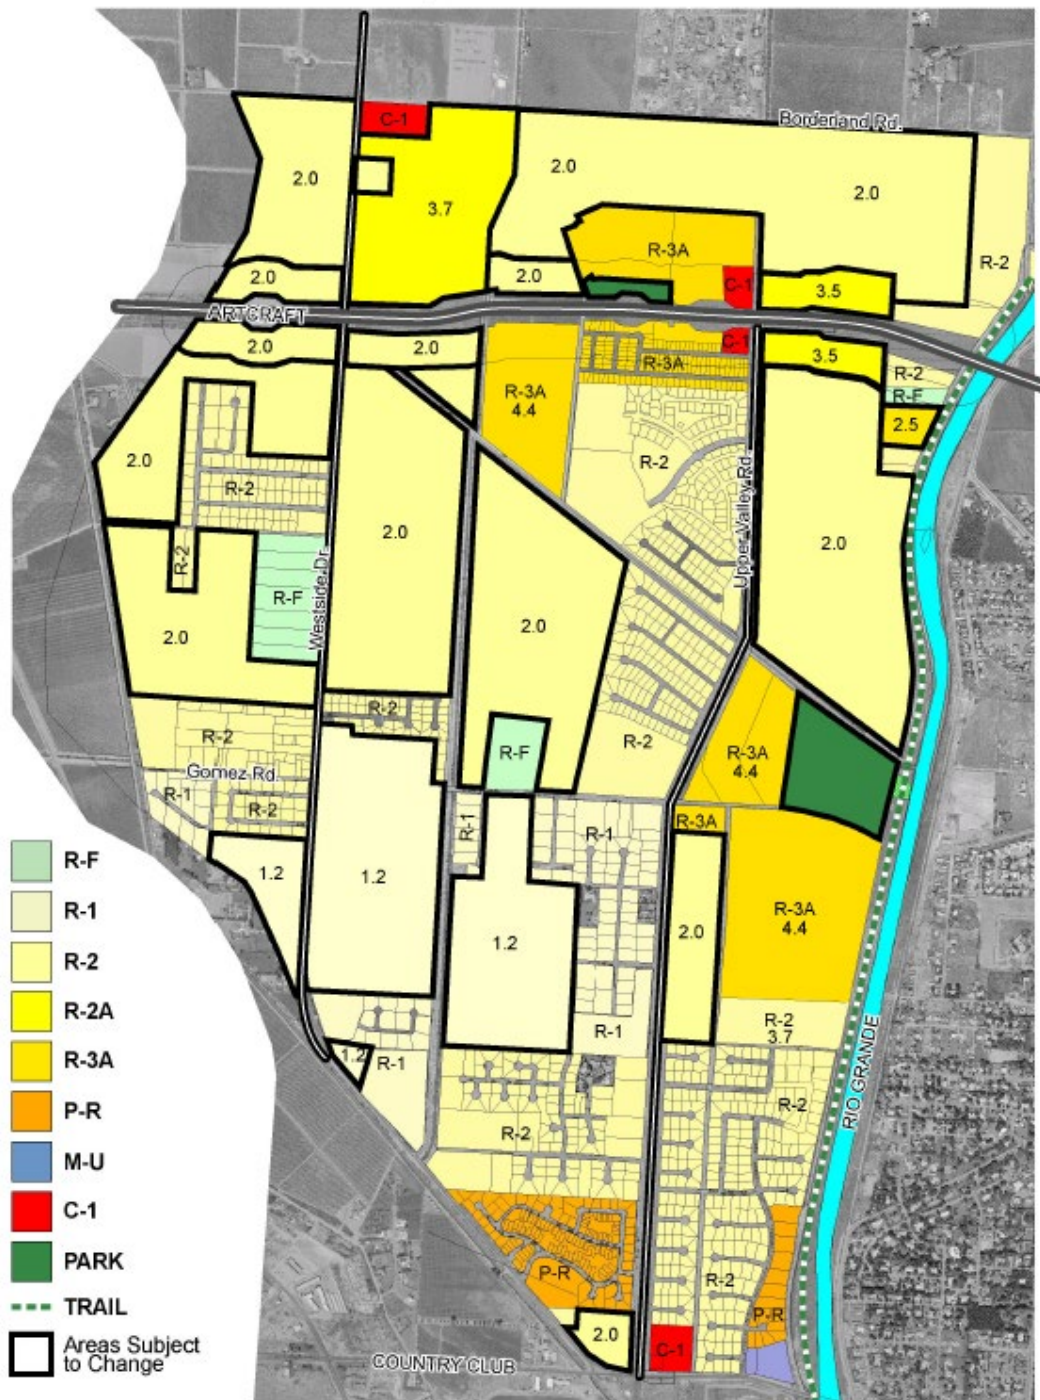 Borderland Rd.
C-1
2.0
2.0
2.0
3.7
R-3A
R-2
2.0
2.0
C-1
3.5
ARTCRAFT
2.0
2.0
C-1
3.5
R-3A
R-2
R-F
R-3A
4.4
2.5
2.0
R-2
R-2
Upper Valley Rd.
2.0
2.0
R-2
R-F
Westside Dr.
2.0
2.0
R-2
R-2
R-F
R-2
R-3A
4.4
Gomez Rd.
R-1
R-2
R-1
R-1
R-3A
1.2
1.2
R-3A
4.4
2.0
1.2
R-1
R-2
3.7
1.2
R-1
RIO GRANDE
R-2
R-2
P-R
R-2
P-R
2.0
C-1
COUNTRY CLUB
R-F
R-1
R-2
R-2A
R-3A
P-R
M-U
C-1
PARK
TRAIL
Areas Subject
to Change